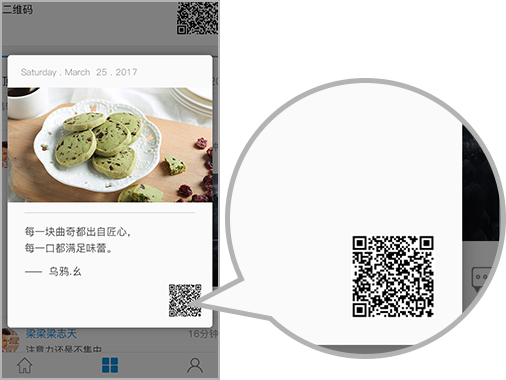 二维码
Saturday . March 25 . 2017
每一块曲奇都出自匠心，
每一口都满足味蕾。
—— 乌鸦.幺
梁梁梁志天
16分钟
注意力还是不集中